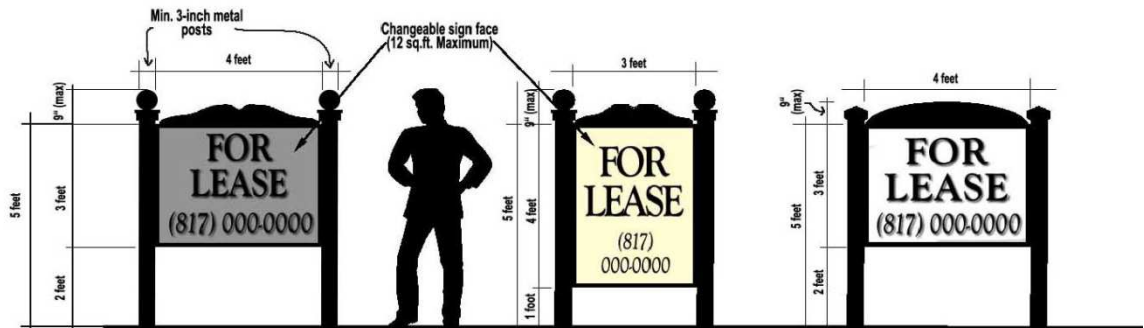 Min. 3-inch metal
posts
Changeable sign face
(12 sq.ft. Maximum)
4 feet
9" (max)
5 feet
3 feet
2 feet
FOR
LEASE
(817) 000-0000
3 feet
9" (max)
5 feet
4 feet
1 foot
FOR
LEASE
(817)
000-0000
4 feet
9"
(max)
5 feet
3 feet
2 feet
FOR
LEASE
(817) 000-0000